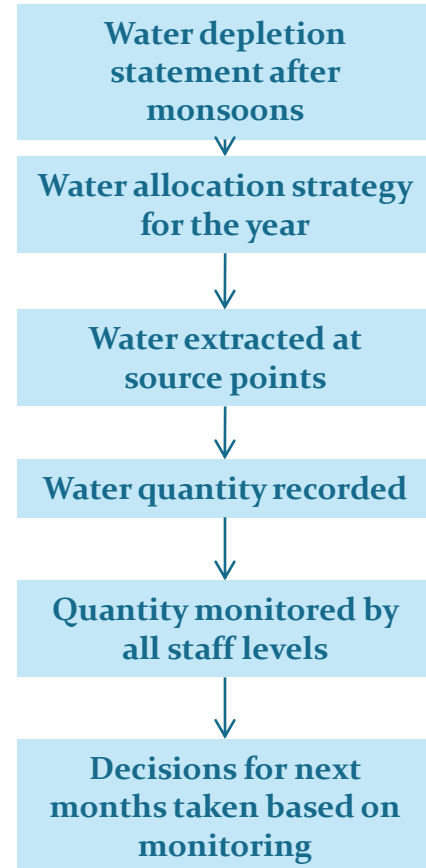 Water depletion
statement after
monsoons
Water allocation strategy
for the year
Water extracted at
source points
Water quantity recorded
Quantity monitored by
all staff levels
Decisions for next
months taken based on
monitoring